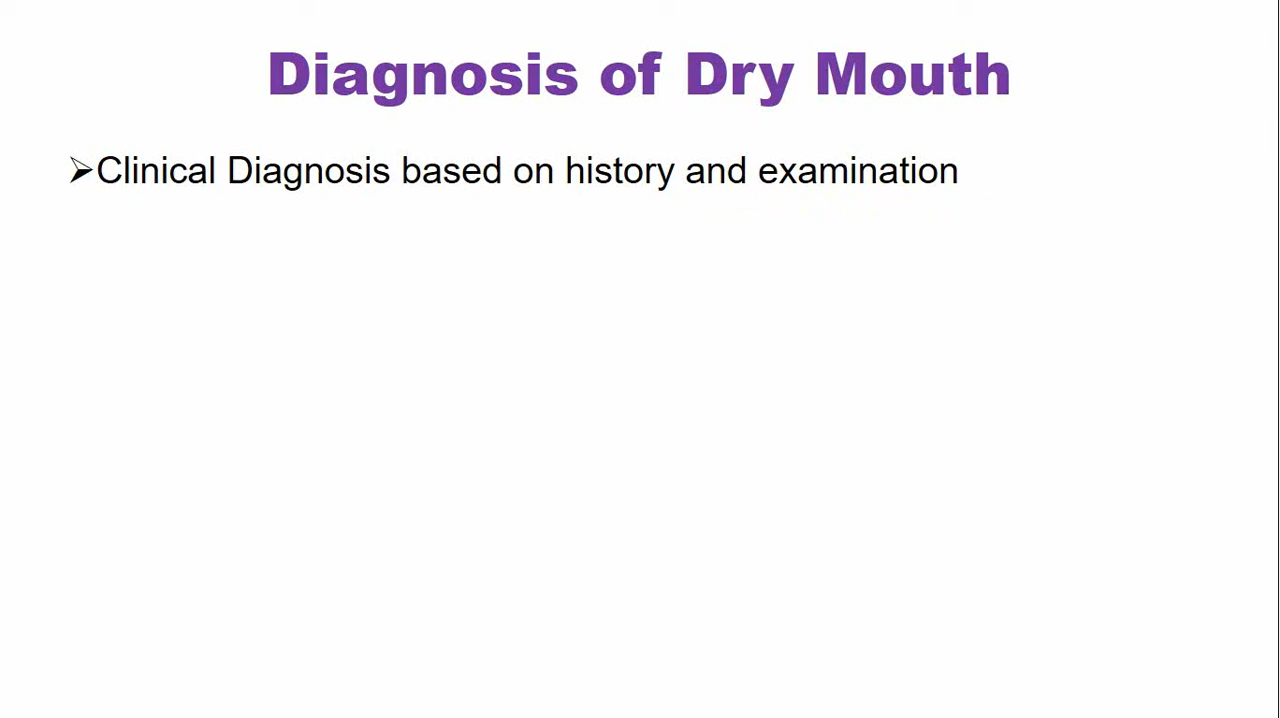 Diagnosis of Dry Mouth
➢Clinical Diagnosis based on history and examination